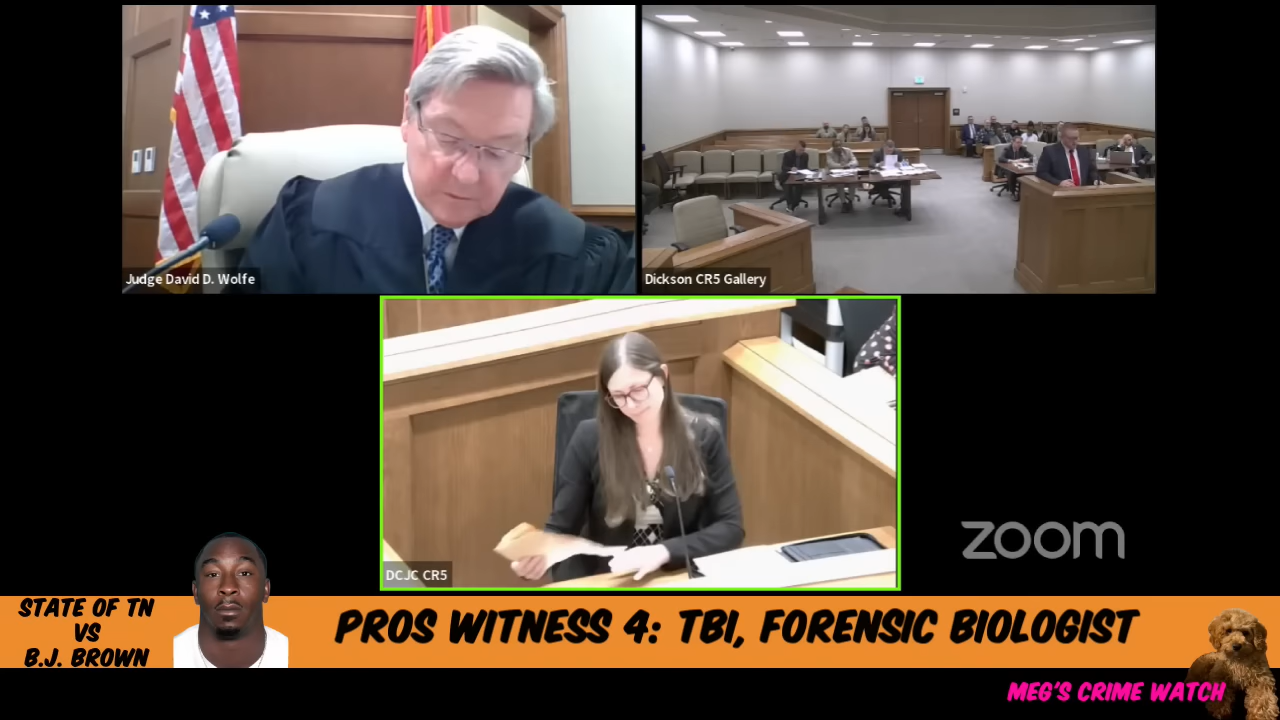 Judge David D. Wolfe
Dickson CR5 Gallery
DCJC CR5
zoom
STATE OF TN
VS
B.J. BROWN
PROS WITNESS 4: TBI, FORENSIC BIOLOGIST
MEG'S CRIME WATCH